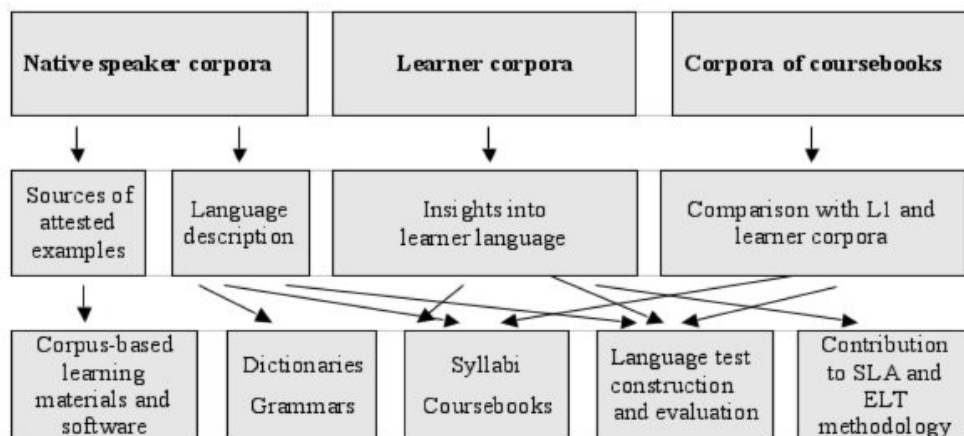 Native speaker corpora
Learner corpora
Corpora of coursebooks
Sources of
attested
examples
Language
description
Insights into
learner language
Comparison with L1 and
learner corpora
Corpus-based
learning
materials and
software
Dictionaries
Grammars
Syllabi
Coursebooks
Language test
construction
and evaluation
Contribution
to SLA and
ELT
methodology